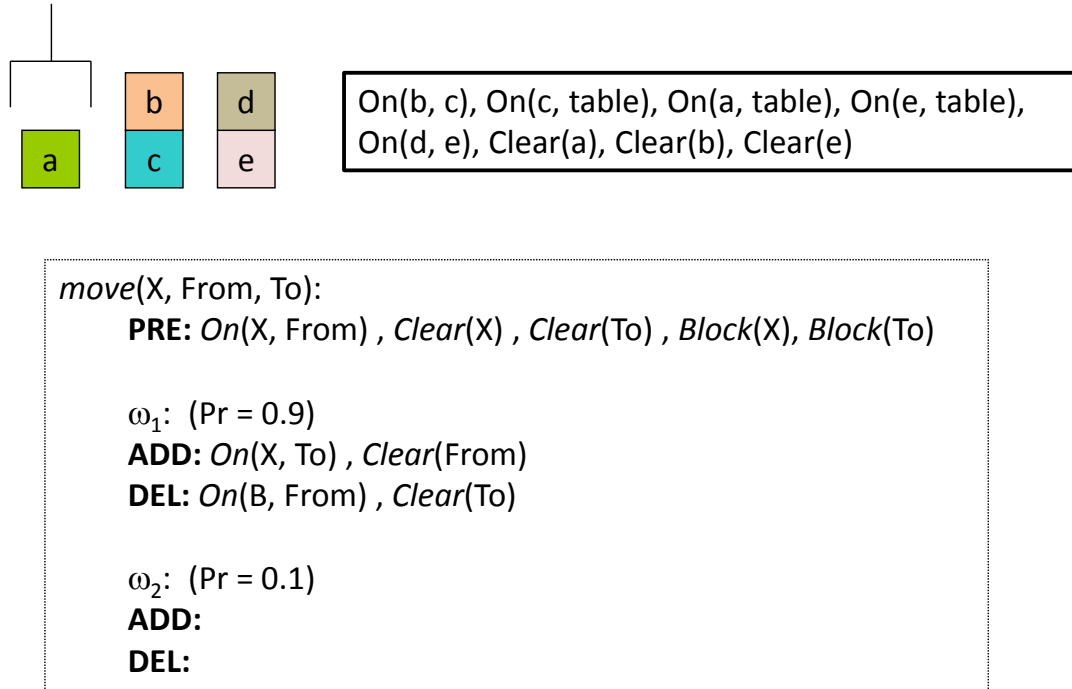 b d
a c e
On(b, c), On(c, table), On(a, table), On(e, table),
On(d, e), Clear(a), Clear(b), Clear(e)
move(X, From, To):
PRE: On(X, From) , Clear(X) , Clear(To) , Block(X), Block(To)
ω₁: (Pr = 0.9)
ADD: On(X, To) , Clear(From)
DEL: On(B, From) , Clear(To)
ω₂: (Pr = 0.1)
ADD:
DEL: